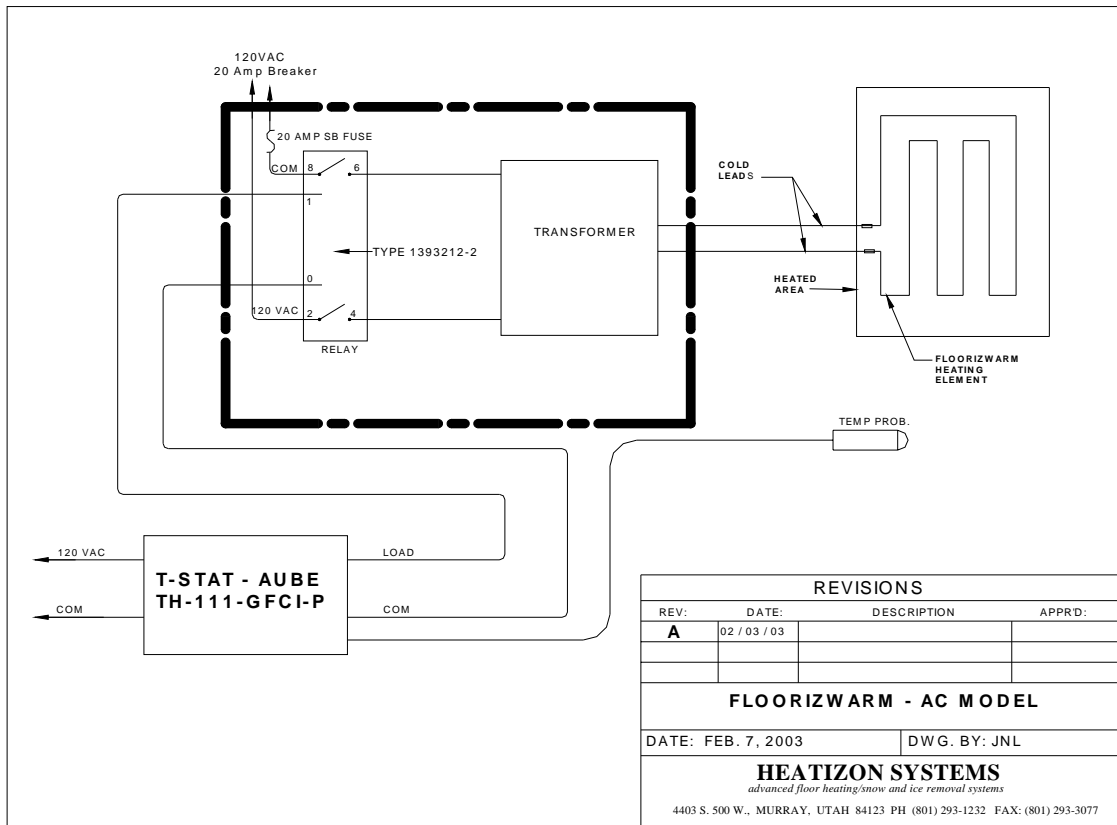 120VAC
20 Amp Breaker
20 AMP SB FUSE
COM 8 6
1
TYPE 1393212-2
0
120 VAC 2 4
RELAY
TRANSFORMER
COLD
LEADS
HEATED
AREA
FLOORIZWARM
HEATING
ELEMENT
TEMP PROB.
120 VAC
COM
T-STAT - AUBE
TH-111-GFCI-P
LOAD
COM
REVISIONS
REV: DATE: DESCRIPTION APPR'D:
A 02 / 03 / 03
FLOORIZWARM - AC MODEL
DATE: FEB. 7, 2003 DWG. BY: JNL
HEATIZON SYSTEMS
advanced floor heating/snow and ice removal systems
4403 S. 500 W., MURRAY, UTAH 84123 PH (801) 293-1232 FAX: (801) 293-3077